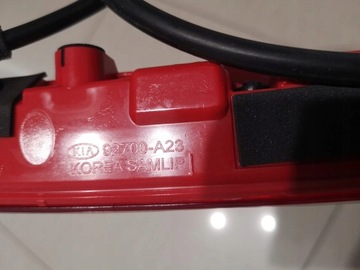 KIA 92700-A23
KOREA SAMLIP